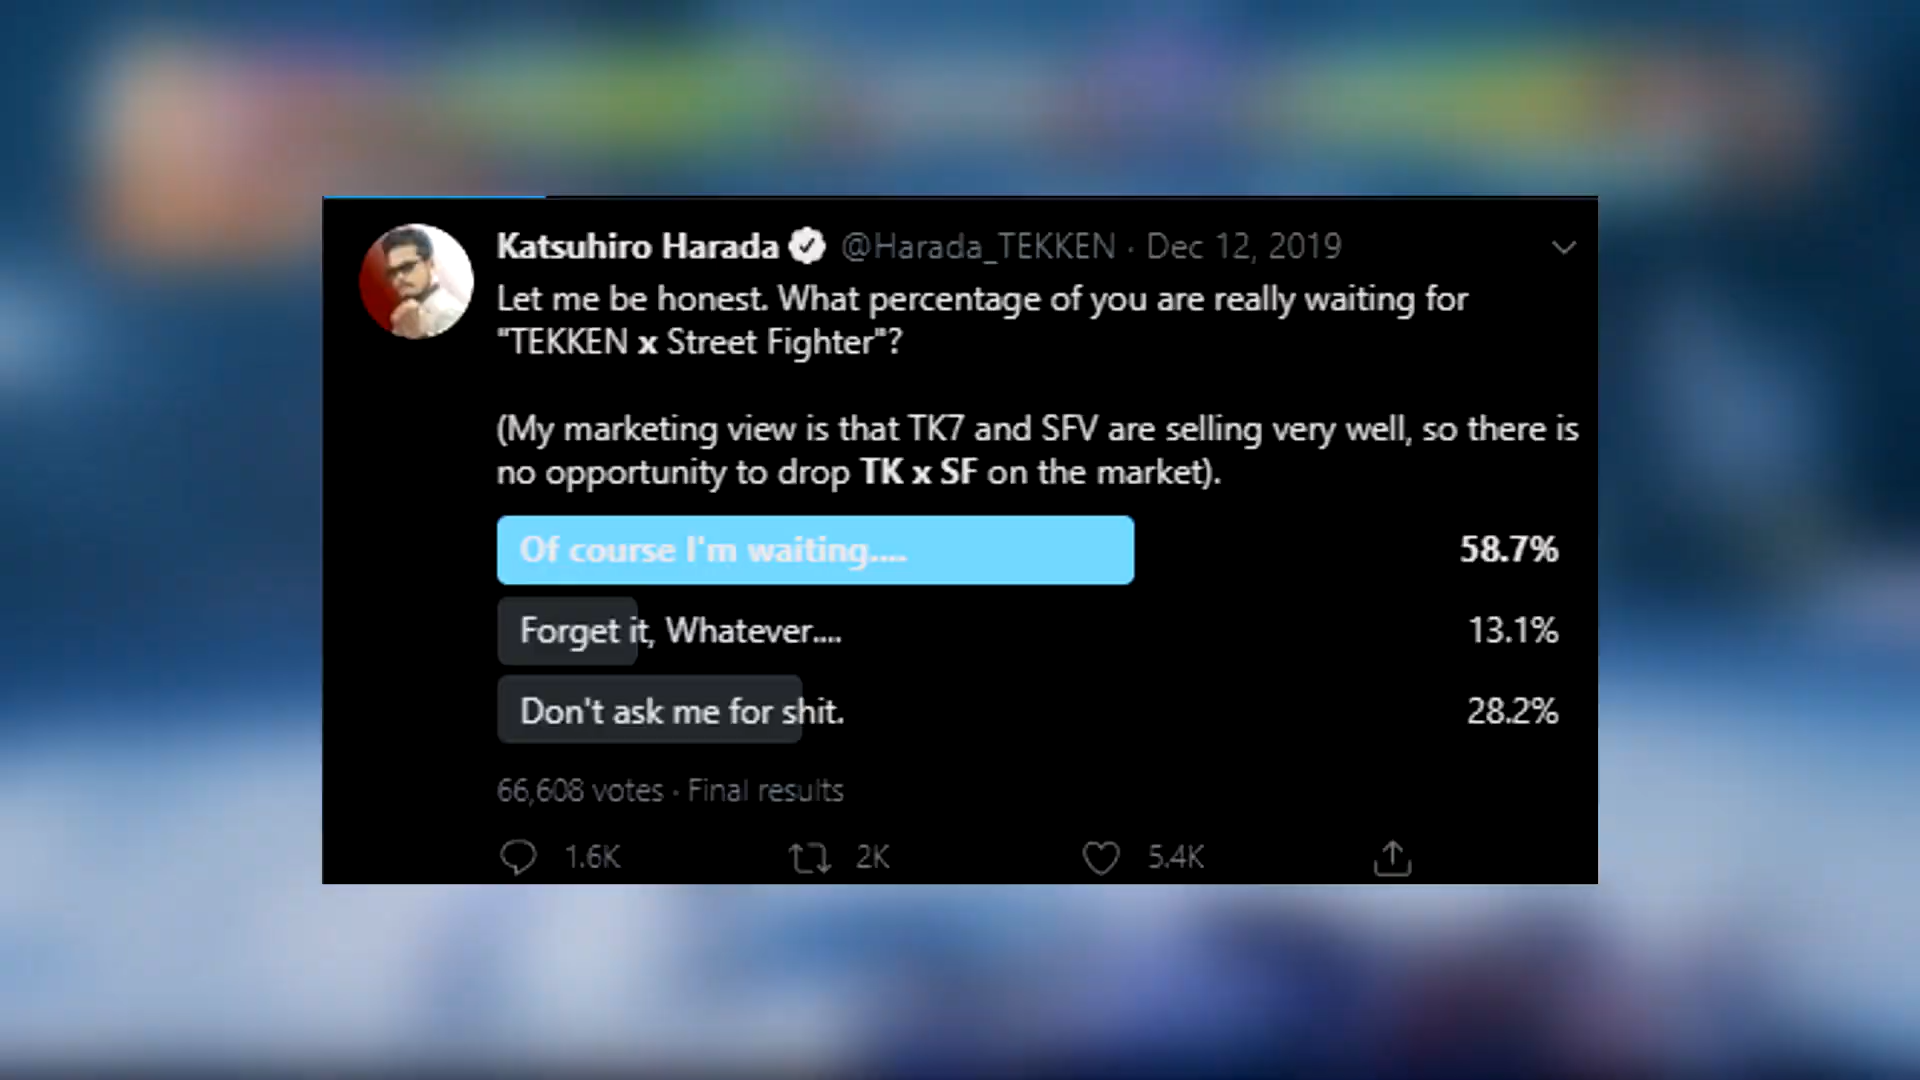 Katsuhiro Harada @Harada_TEKKEN · Dec 12, 2019
Let me be honest. What percentage of you are really waiting for
"TEKKEN x Street Fighter"?
(My marketing view is that TK7 and SFV are selling very well, so there is
no opportunity to drop TK x SF on the market).
Of course I'm waiting.... 58.7%
Forget it, Whatever.... 13.1%
Don't ask me for shit. 28.2%
66,608 votes · Final results
1.6K 2K 5.4K